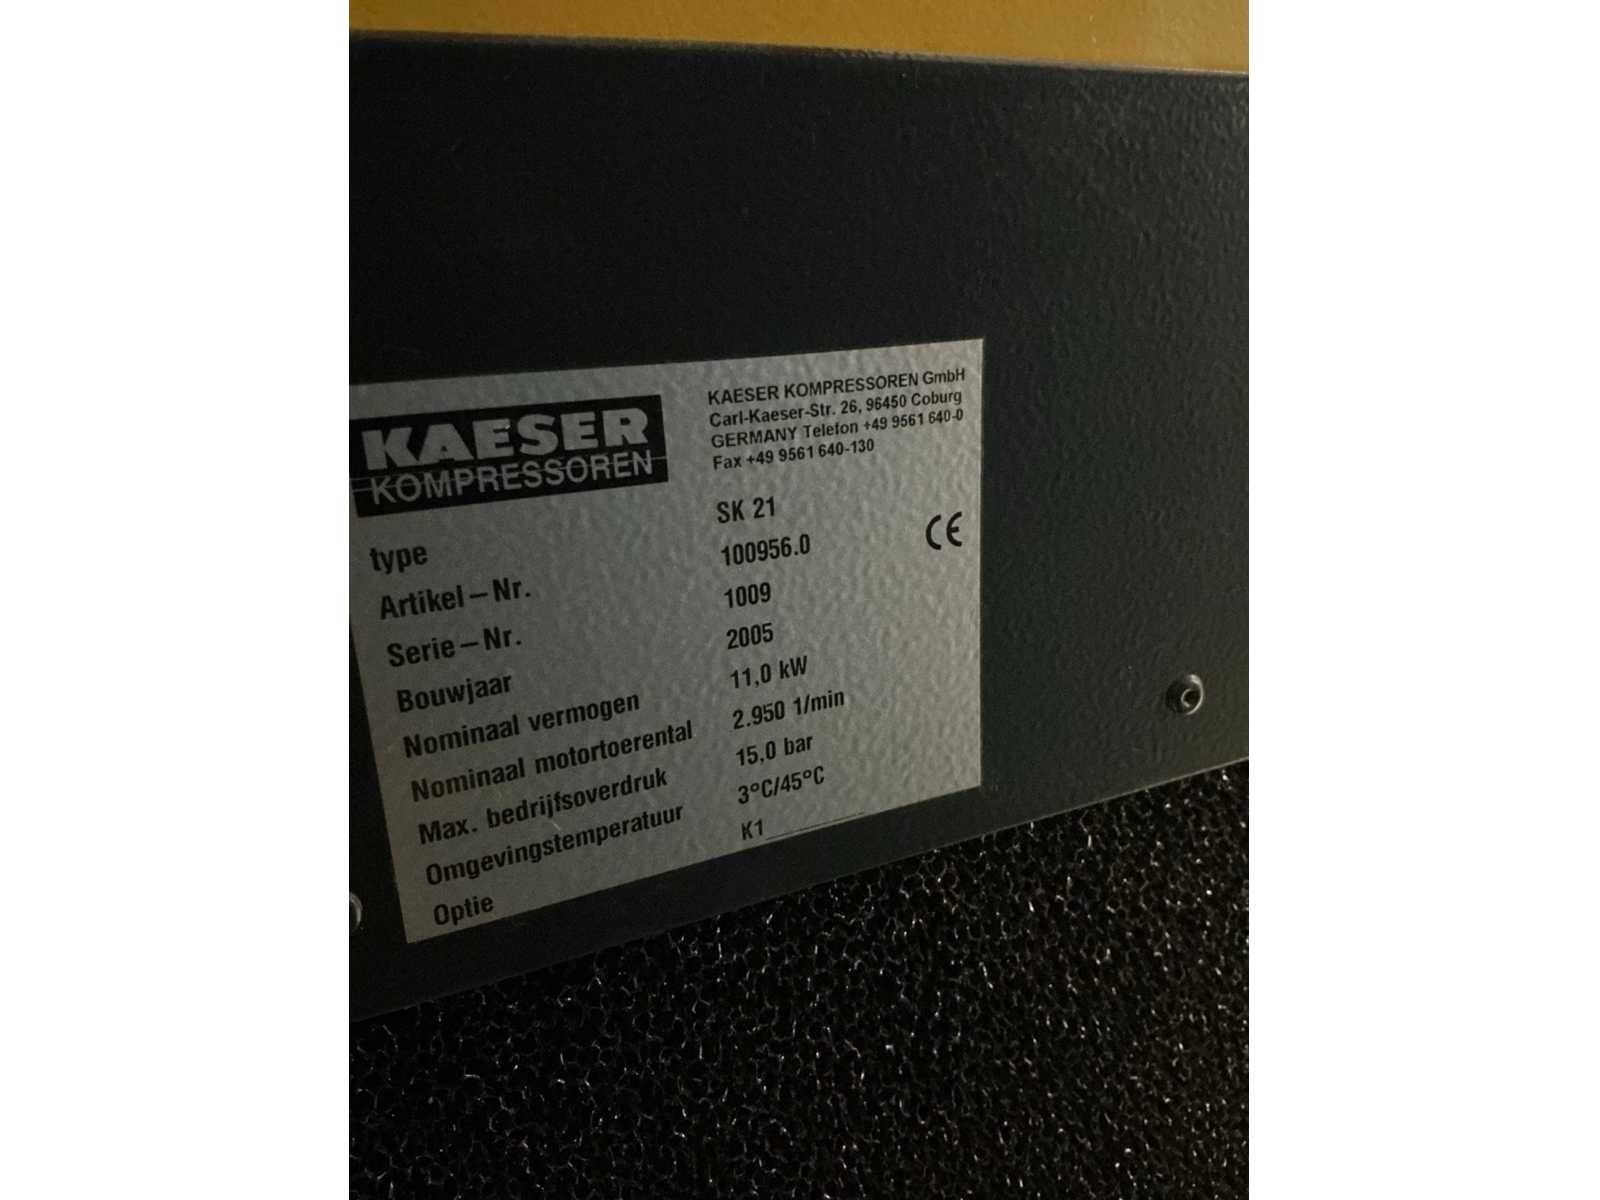 KAESER
KOMPRESSOREN
KAESER KOMPRESSOREN GmbH
Carl-Kaeser-Str. 26, 96450 Coburg
GERMANY Telefon +49 9561 640-0
Fax +49 9561 640-130
CE
type SK 21
Artikel–Nr. 100956.0
Serie–Nr. 1009
Bouwjaar 2005
Nominaal vermogen 11,0 kW
Nominaal motortoerental 2.950 1/min
Max. bedrijfsoverdruk 15,0 bar
Omgevingstemperatuur 3°C/45°C
Optie K1